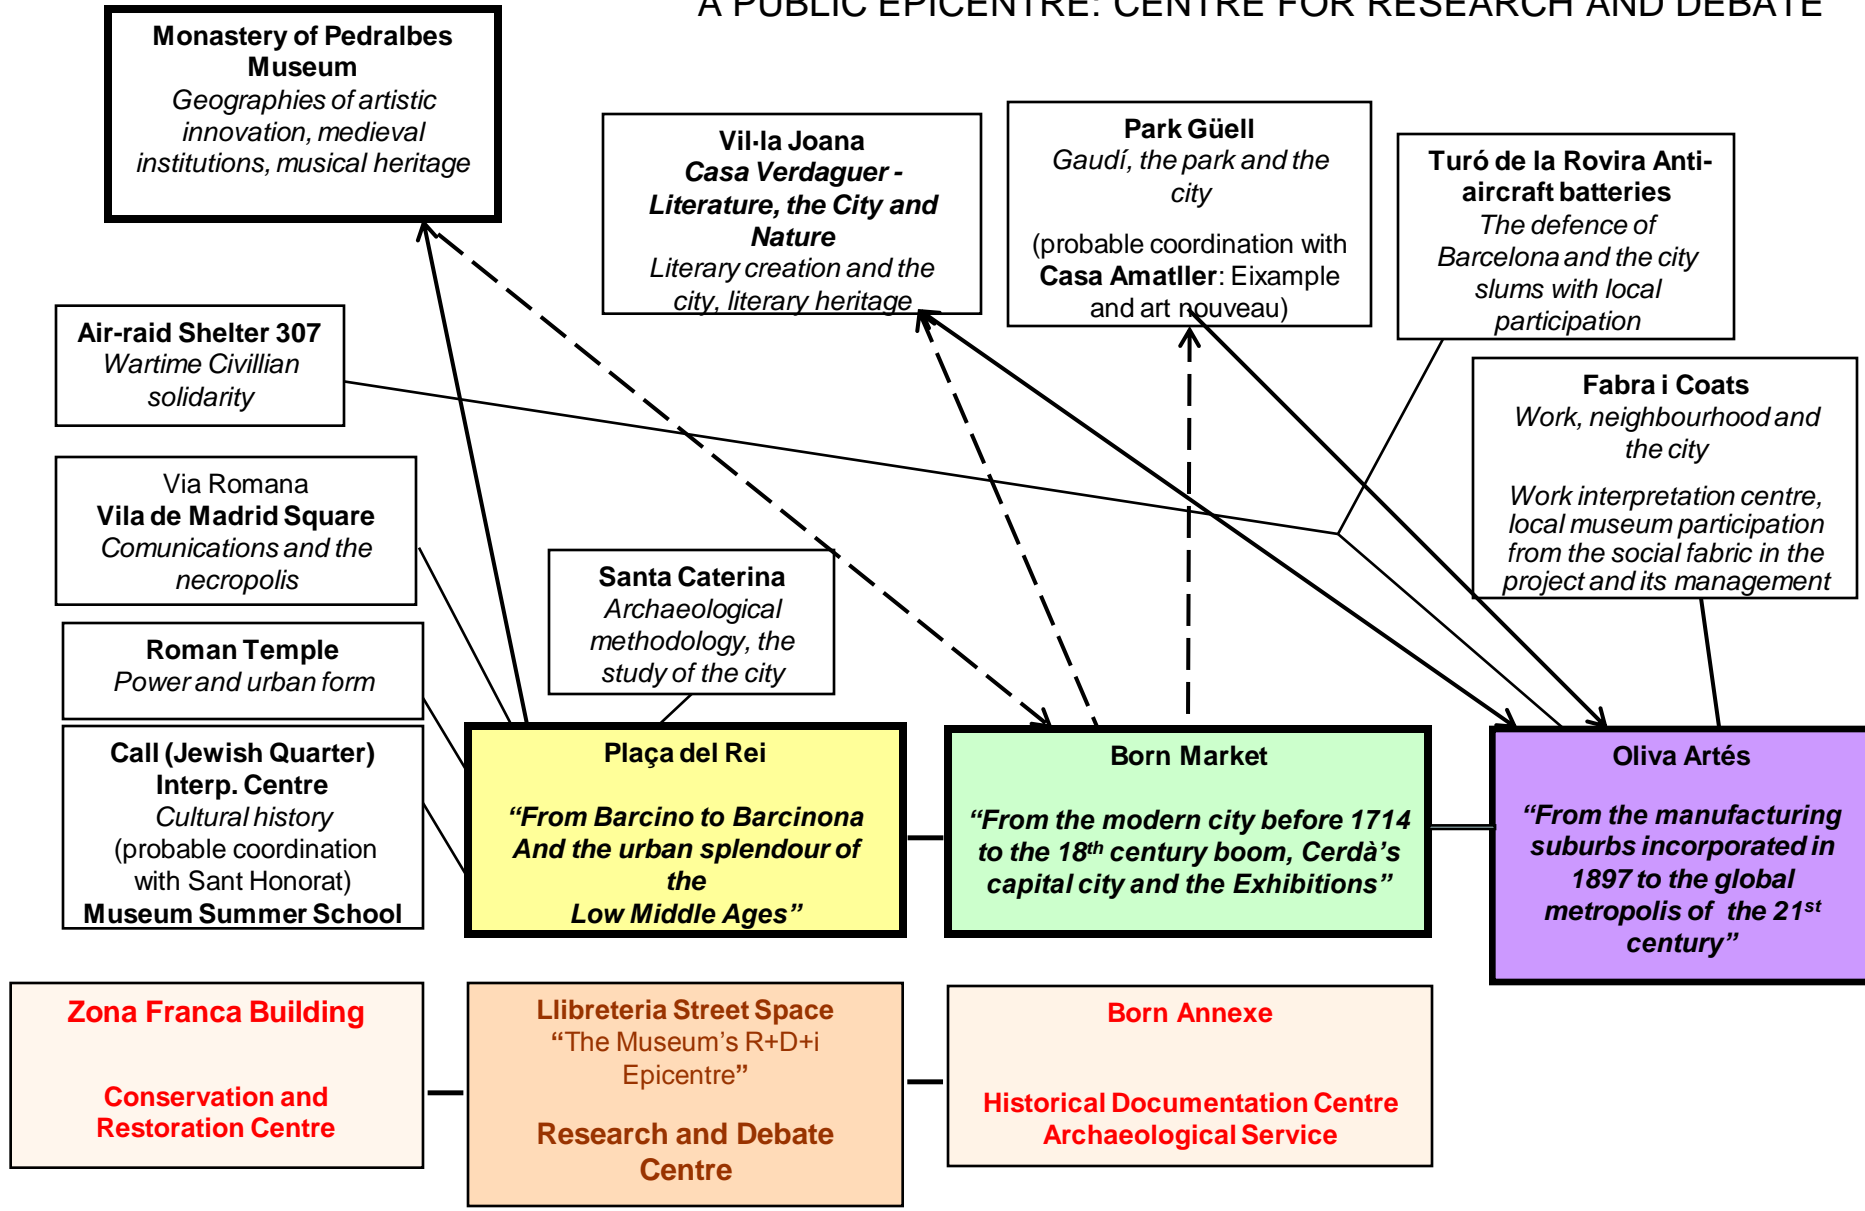 A PUBLIC EPICENTRE: CENTRE FOR RESEARCH AND DEBATE
Monastery of Pedralbes
Museum
Geographies of artistic
innovation, medieval
institutions, musical heritage
Vil·la Joana
Casa Verdaguer -
Literature, the City and
Nature
Literary creation and the
city, literary heritage
Park Güell
Gaudí, the park and the
city
(probable coordination with
Casa Amatller: Eixample
and art nouveau)
Turó de la Rovira Anti-
aircraft batteries
The defence of
Barcelona and the city
slums with local
participation
Air-raid Shelter 307
Wartime Civillian
solidarity
Fabra i Coats
Work, neighbourhood and
the city
Work interpretation centre,
local museum participation
from the social fabric in the
project and its management
Via Romana
Vila de Madrid Square
Comunications and the
necropolis
Santa Caterina
Archaeological
methodology, the
study of the city
Roman Temple
Power and urban form
Call (Jewish Quarter)
Interp. Centre
Cultural history
(probable coordination
with Sant Honorat)
Museum Summer School
Plaça del Rei
“From Barcino to Barcinona
And the urban splendour of
the
Low Middle Ages”
Born Market
“From the modern city before 1714
to the 18th century boom, Cerdà’s
capital city and the Exhibitions”
Oliva Artés
“From the manufacturing
suburbs incorporated in
1897 to the global
metropolis of the 21st
century”
Zona Franca Building
Conservation and
Restoration Centre
Llibreteria Street Space
“The Museum’s R+D+i
Epicentre”
Research and Debate
Centre
Born Annexe
Historical Documentation Centre
Archaeological Service